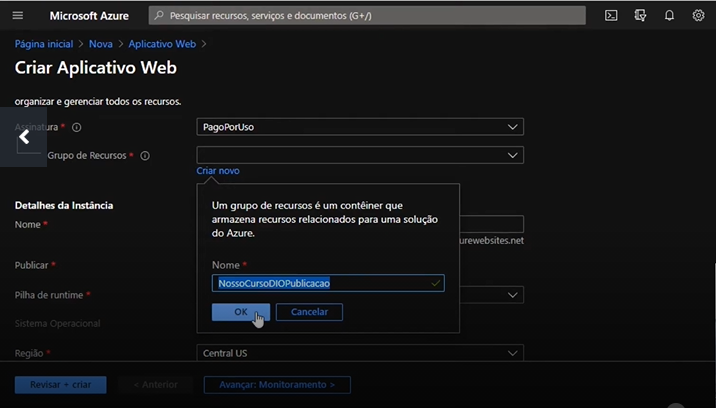 Microsoft Azure
Pesquisar recursos, serviços e documentos (G+/)
Página inicial > Nova > Aplicativo Web >
Criar Aplicativo Web
organizar e gerenciar todos os recursos.
Assinatura *
PagoPorUso
Grupo de Recursos *
Criar novo
Um grupo de recursos é um contêiner que
armazena recursos relacionados para uma solução
do Azure.
Nome *
NossoCursoDIOPublicacao
OK
Cancelar
Detalhes da Instância
Nome *
urewebsites.net
Publicar *
Pilha de runtime *
Sistema Operacional
Região *
Central US
Revisar + criar
< Anterior
Avançar: Monitoramento >